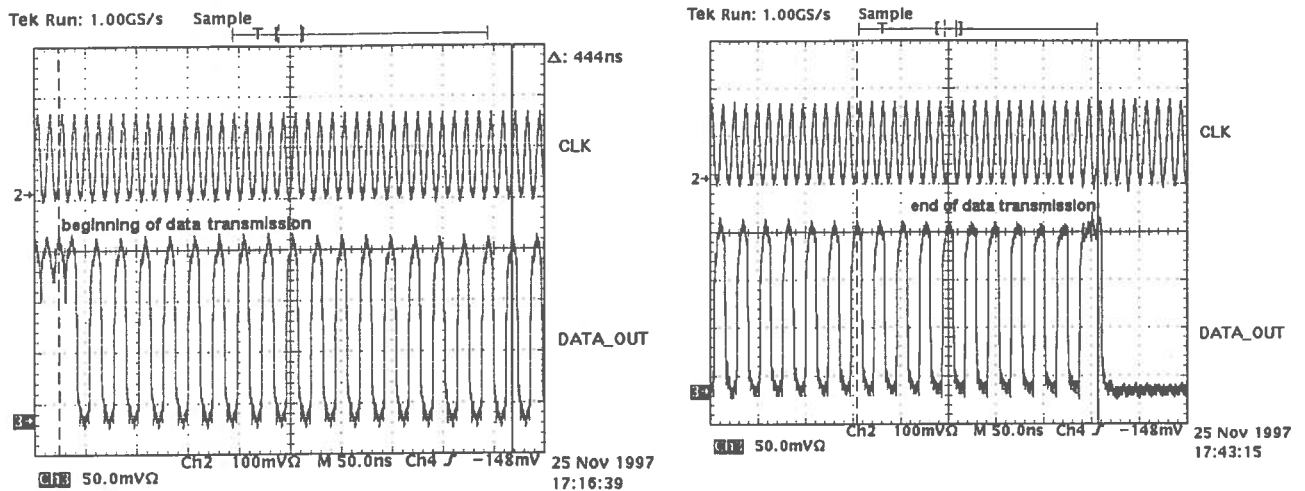 Tek Run: 1.00GS/s Sample
T
Δ: 444ns
CLK
2→
beginning of data transmission
DATA_OUT
3→
Ch2 100mVΩ M 50.0ns Ch4 ƒ −148mV
Ch3 50.0mVΩ
25 Nov 1997
17:16:39
Tek Run: 1.00GS/s Sample
T
CLK
2→
end of data transmission
DATA_OUT
3→
Ch2 100mVΩ M 50.0ns Ch4 ƒ −148mV
Ch3 50.0mVΩ
25 Nov 1997
17:43:15